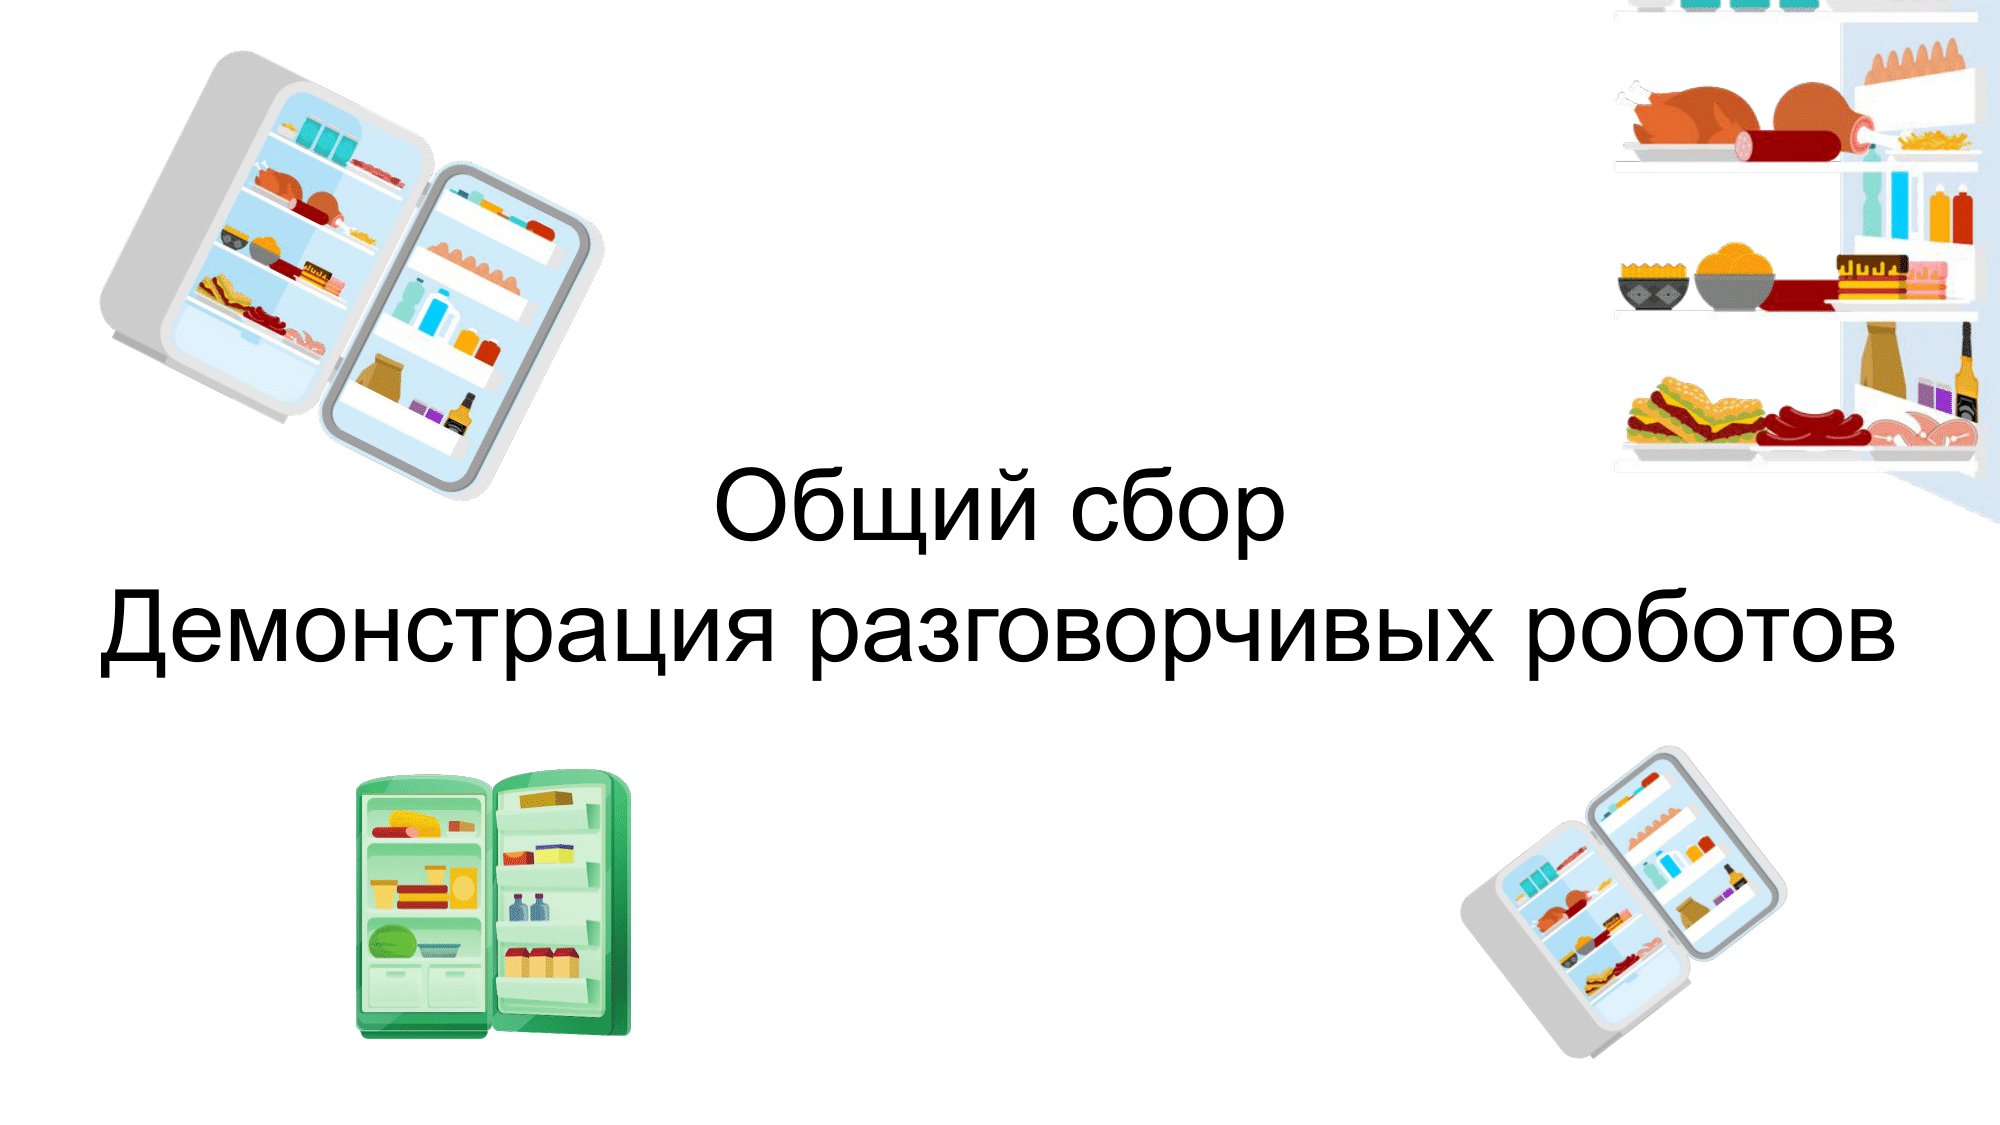 Общий сбор
Демонстрация разговорчивых роботов